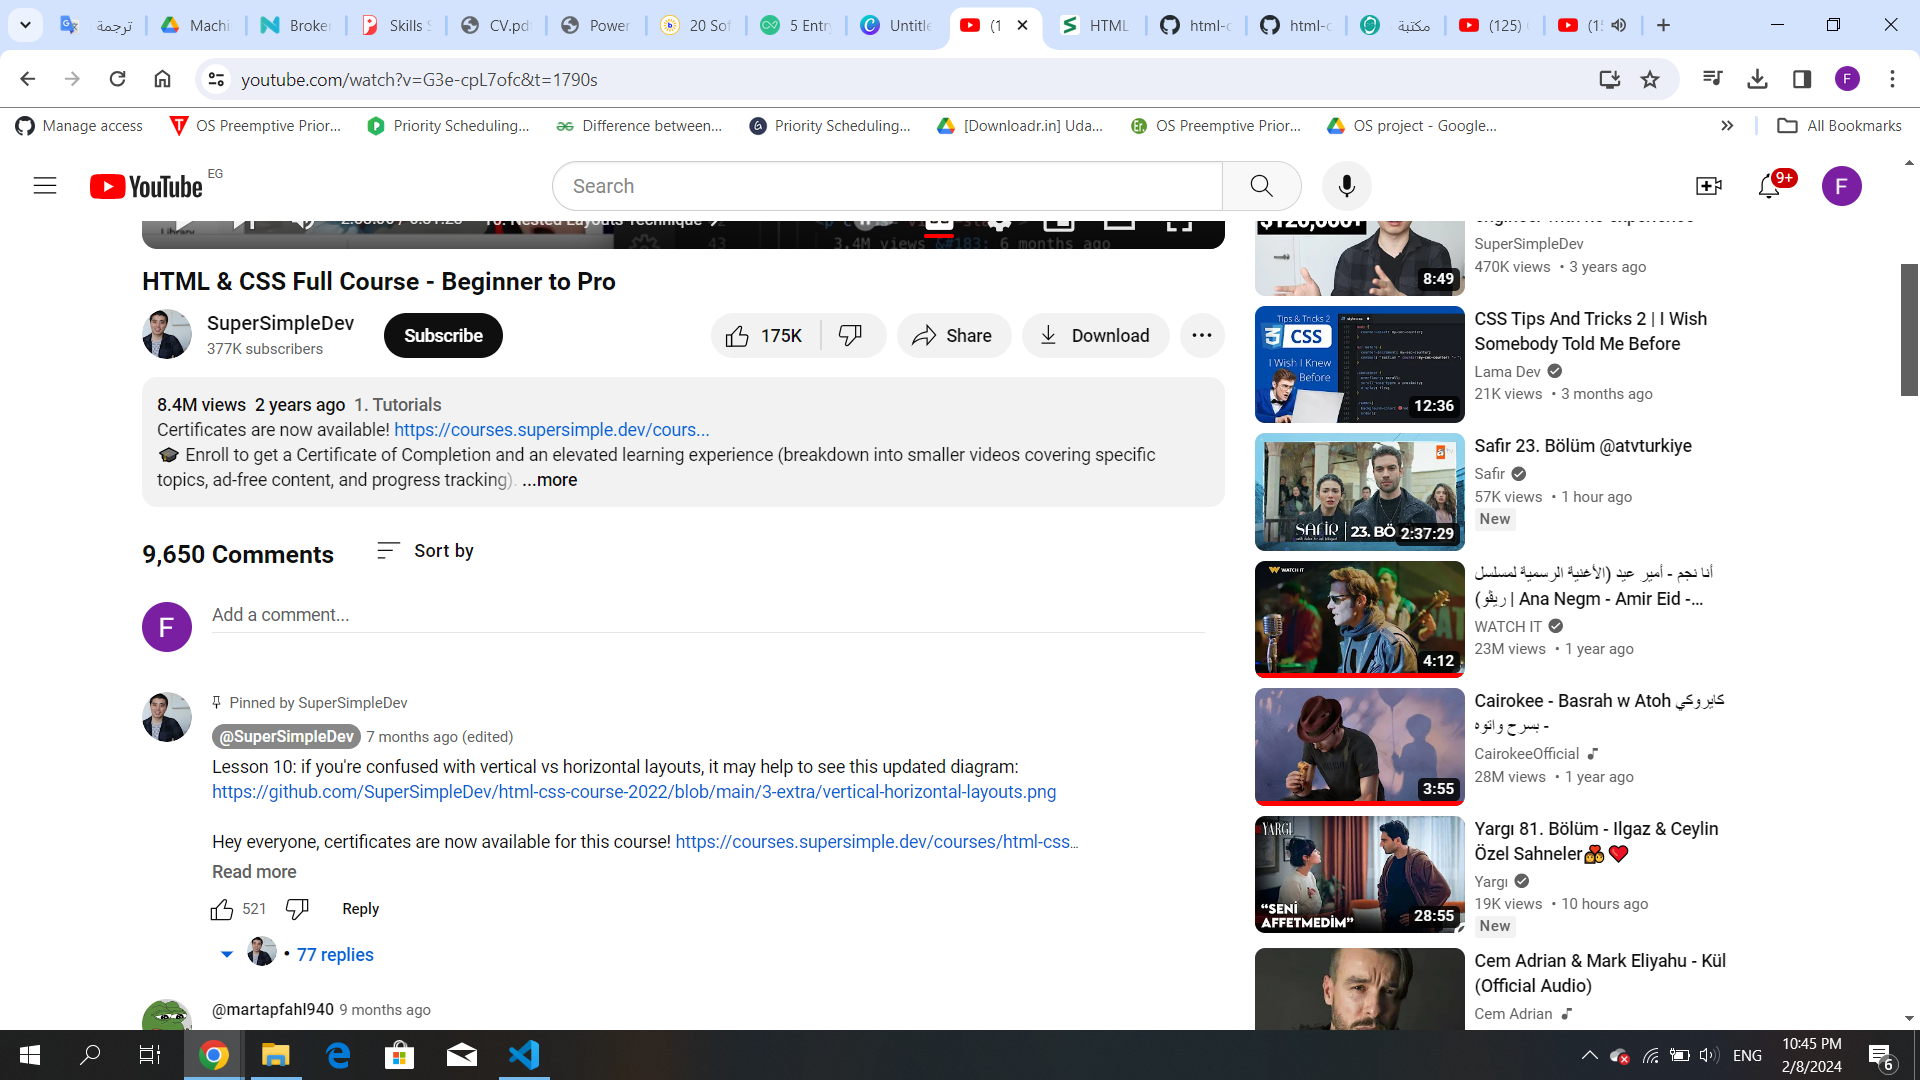 ترجمة
Machi
Broker
Skills S
CV.pd
Power
20 Sof
5 Entry
Untitle
(1
HTML
html-c
html-c
مكتبة
(125)
(15
youtube.com/watch?v=G3e-cpL7ofc&t=1790s
F
Manage access
OS Preemptive Prior...
Priority Scheduling...
Difference between...
Priority Scheduling...
[Downloadr.in] Uda...
OS Preemptive Prior...
OS project - Google...
All Bookmarks
YouTube EG
Search
9+
F
43
3.4M views &#183; 6 months ago
HTML & CSS Full Course - Beginner to Pro
SuperSimpleDev
377K subscribers
Subscribe
175K
Share
Download
8.4M views 2 years ago 1. Tutorials
Certificates are now available! https://courses.supersimple.dev/cours...
🎓 Enroll to get a Certificate of Completion and an elevated learning experience (breakdown into smaller videos covering specific
topics, ad-free content, and progress tracking). ...more
9,650 Comments
Sort by
F
Add a comment...
Pinned by SuperSimpleDev
@SuperSimpleDev 7 months ago (edited)
Lesson 10: if you're confused with vertical vs horizontal layouts, it may help to see this updated diagram:
https://github.com/SuperSimpleDev/html-css-course-2022/blob/main/3-extra/vertical-horizontal-layouts.png
Hey everyone, certificates are now available for this course! https://courses.supersimple.dev/courses/html-css...
Read more
521
Reply
• 77 replies
@martapfahl940 9 months ago
8:49
SuperSimpleDev
470K views • 3 years ago
Tips & Tricks 2
CSS
I Wish I Knew
Before
12:36
CSS Tips And Tricks 2 | I Wish
Somebody Told Me Before
Lama Dev
21K views • 3 months ago
SAFİR 23. BÖ
2:37:29
Safir 23. Bölüm @atvturkiye
Safir
57K views • 1 hour ago
New
WATCH IT
4:12
أنا نجم - أمير عيد (الأغنية الرسمية لمسلسل
ريڤو) | Ana Negm - Amir Eid -...
WATCH IT
23M views • 1 year ago
3:55
Cairokee - Basrah w Atoh كايروكي
- بسرح واتوه
CairokeeOfficial
28M views • 1 year ago
YARGI
"SENİ
AFFETMEDİM"
28:55
Yargı 81. Bölüm - Ilgaz & Ceylin
Özel Sahneler💑❤️
Yargı
19K views • 10 hours ago
New
Cem Adrian & Mark Eliyahu - Kül
(Official Audio)
Cem Adrian
ENG
10:45 PM
2/8/2024
6